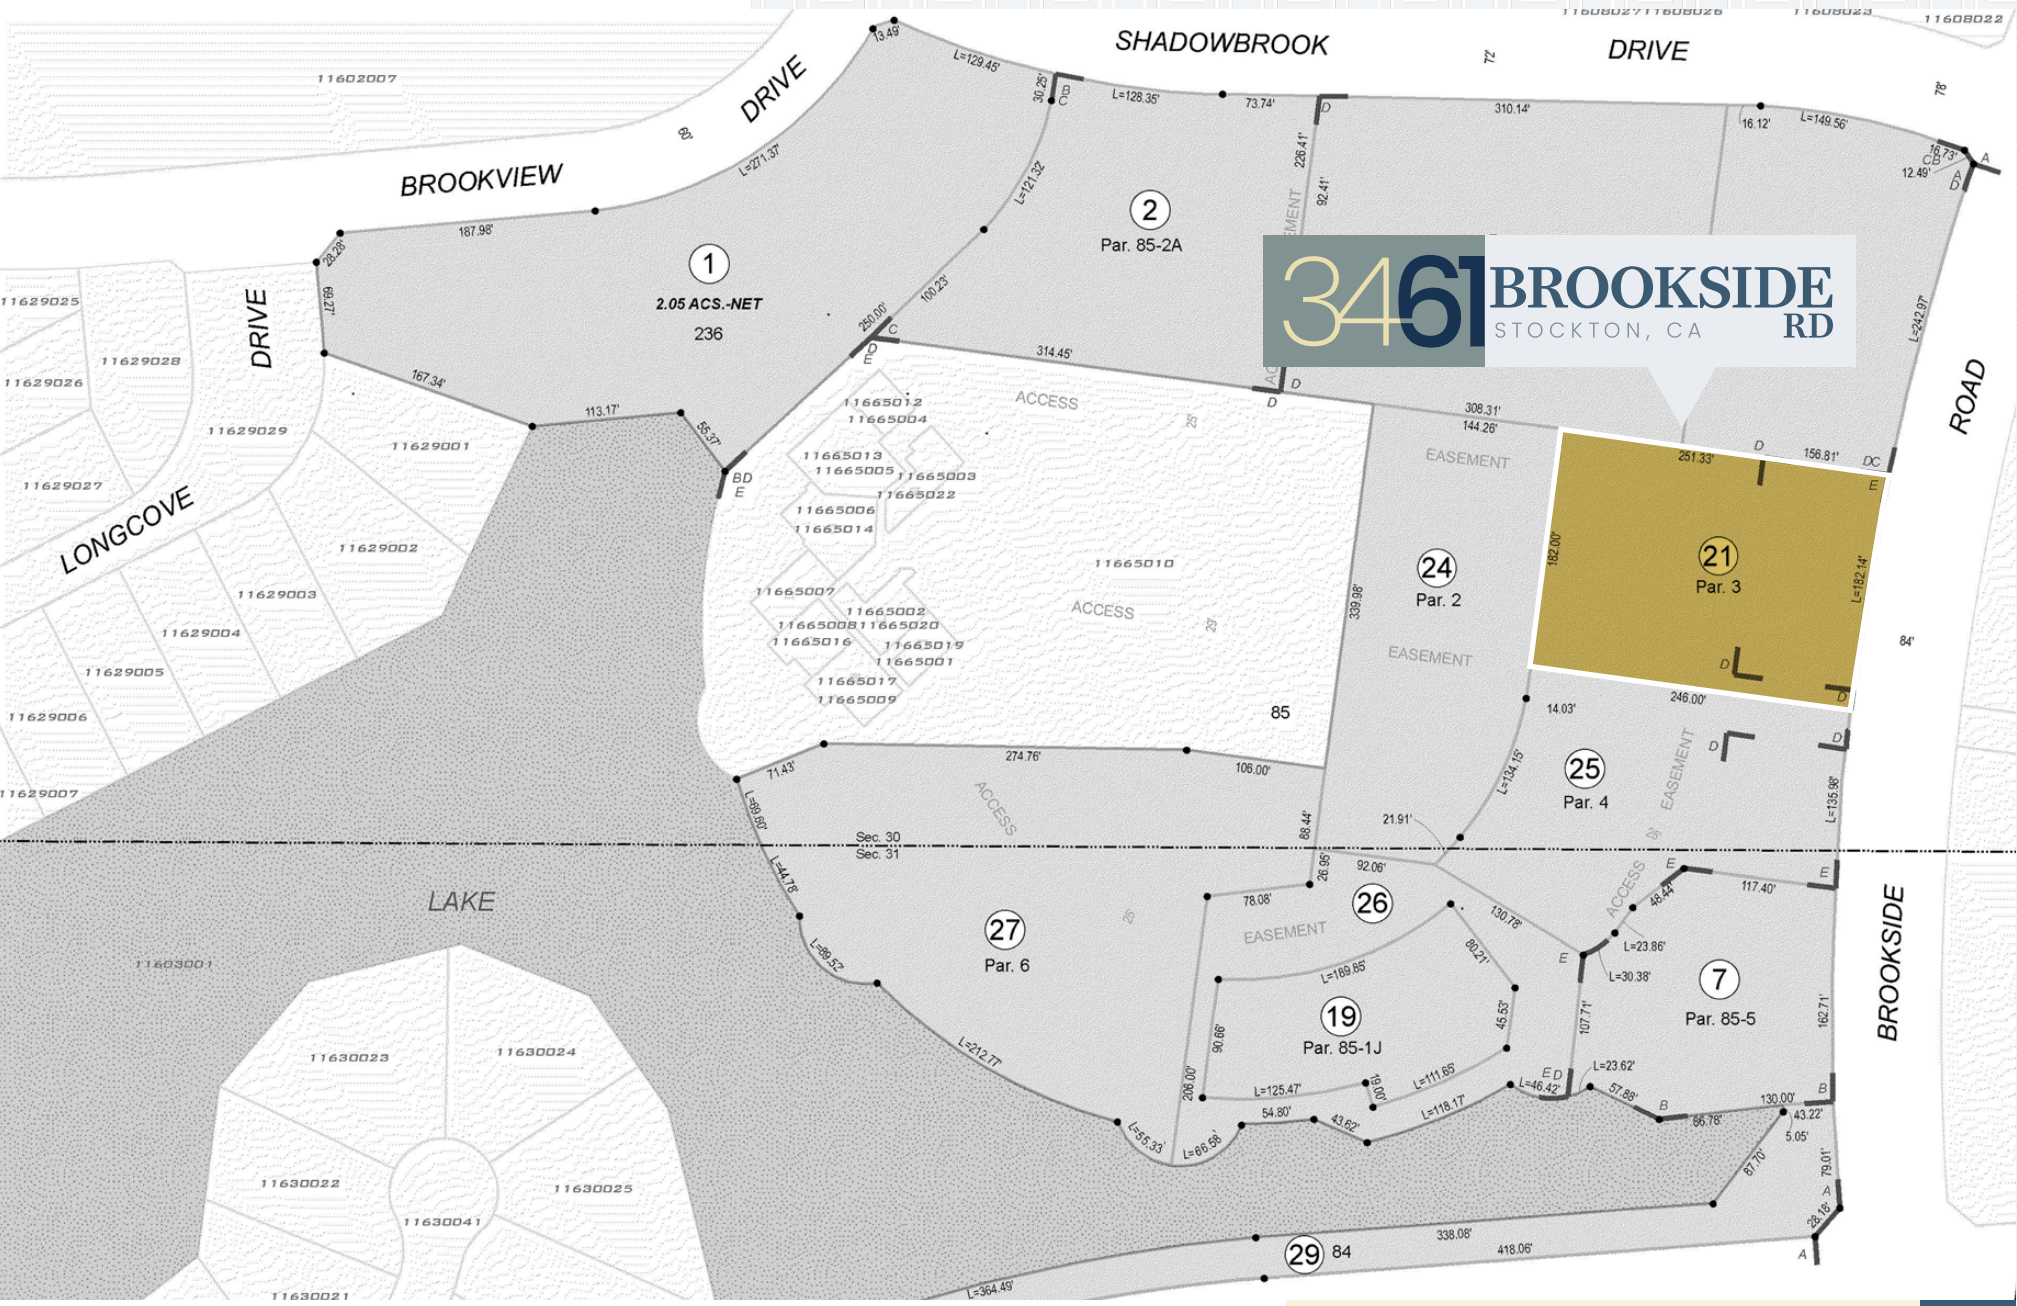 11608027 11608026
11608023
11608022
SHADOWBROOK DRIVE
72'
78'
11602007
BROOKVIEW DRIVE
60'
13.49'
L=129.45'
30.25'
B
C
L=128.35'
73.74'
D
310.14'
16.12'
L=149.56'
16.73'
CB
A
12.49'
A
D
L=271.37'
L=121.32'
226.41'
92.41'
187.98'
28.28'
69.27'
1
2.05 ACS.-NET
236
2
Par. 85-2A
3461 BROOKSIDE RD
STOCKTON, CA
100.23'
250.00'
C
D
E
314.45'
D
D
L=242.97'
ROAD
11629025
11629028
11629026
11629029
11629027
11629001
11629002
11629003
11629004
11629005
11629006
11629007
DRIVE
LONGCOVE
167.34'
113.17'
55.37'
BD
E
ACCESS
25'
11665012
11665004
11665013
11665005
11665003
11665022
11665006
11665014
11665010
ACCESS
29'
11665007
11665002
11665008 11665020
11665016
11665019
11665001
11665017
11665009
85
308.31'
144.26'
EASEMENT
251.33'
D
156.81'
DC
E
339.98'
24
Par. 2
EASEMENT
182.00'
21
Par. 3
L=182.14'
84'
D
D
246.00'
14.03'
L=134.15'
25
Par. 4
EASEMENT
D
D
L=135.98'
21.91'
71.43'
274.76'
106.00'
L=69.60'
ACCESS
88.44'
Sec. 30
Sec. 31
L=44.78'
26.95'
92.06'
26
78.08'
EASEMENT
130.78'
ACCESS
E
48.44'
117.40'
E
L=23.86'
L=30.38'
E
LAKE
11603001
L=89.52'
27
Par. 6
L=189.85'
80.21'
45.53'
19
Par. 85-1J
90.66'
206.00'
107.71'
7
Par. 85-5
162.71'
BROOKSIDE
L=212.77'
L=125.47'
19.00'
L=111.65'
L=118.17'
L=46.42'
ED
L=23.62'
57.88'
B
86.78'
130.00'
B
43.22'
5.05'
54.80'
43.62'
L=55.33'
L=66.58'
87.70'
79.01'
A
28.18'
A
11630023
11630024
11630022
11630025
11630041
11630021
29
84
338.08'
418.06'
L=364.49'